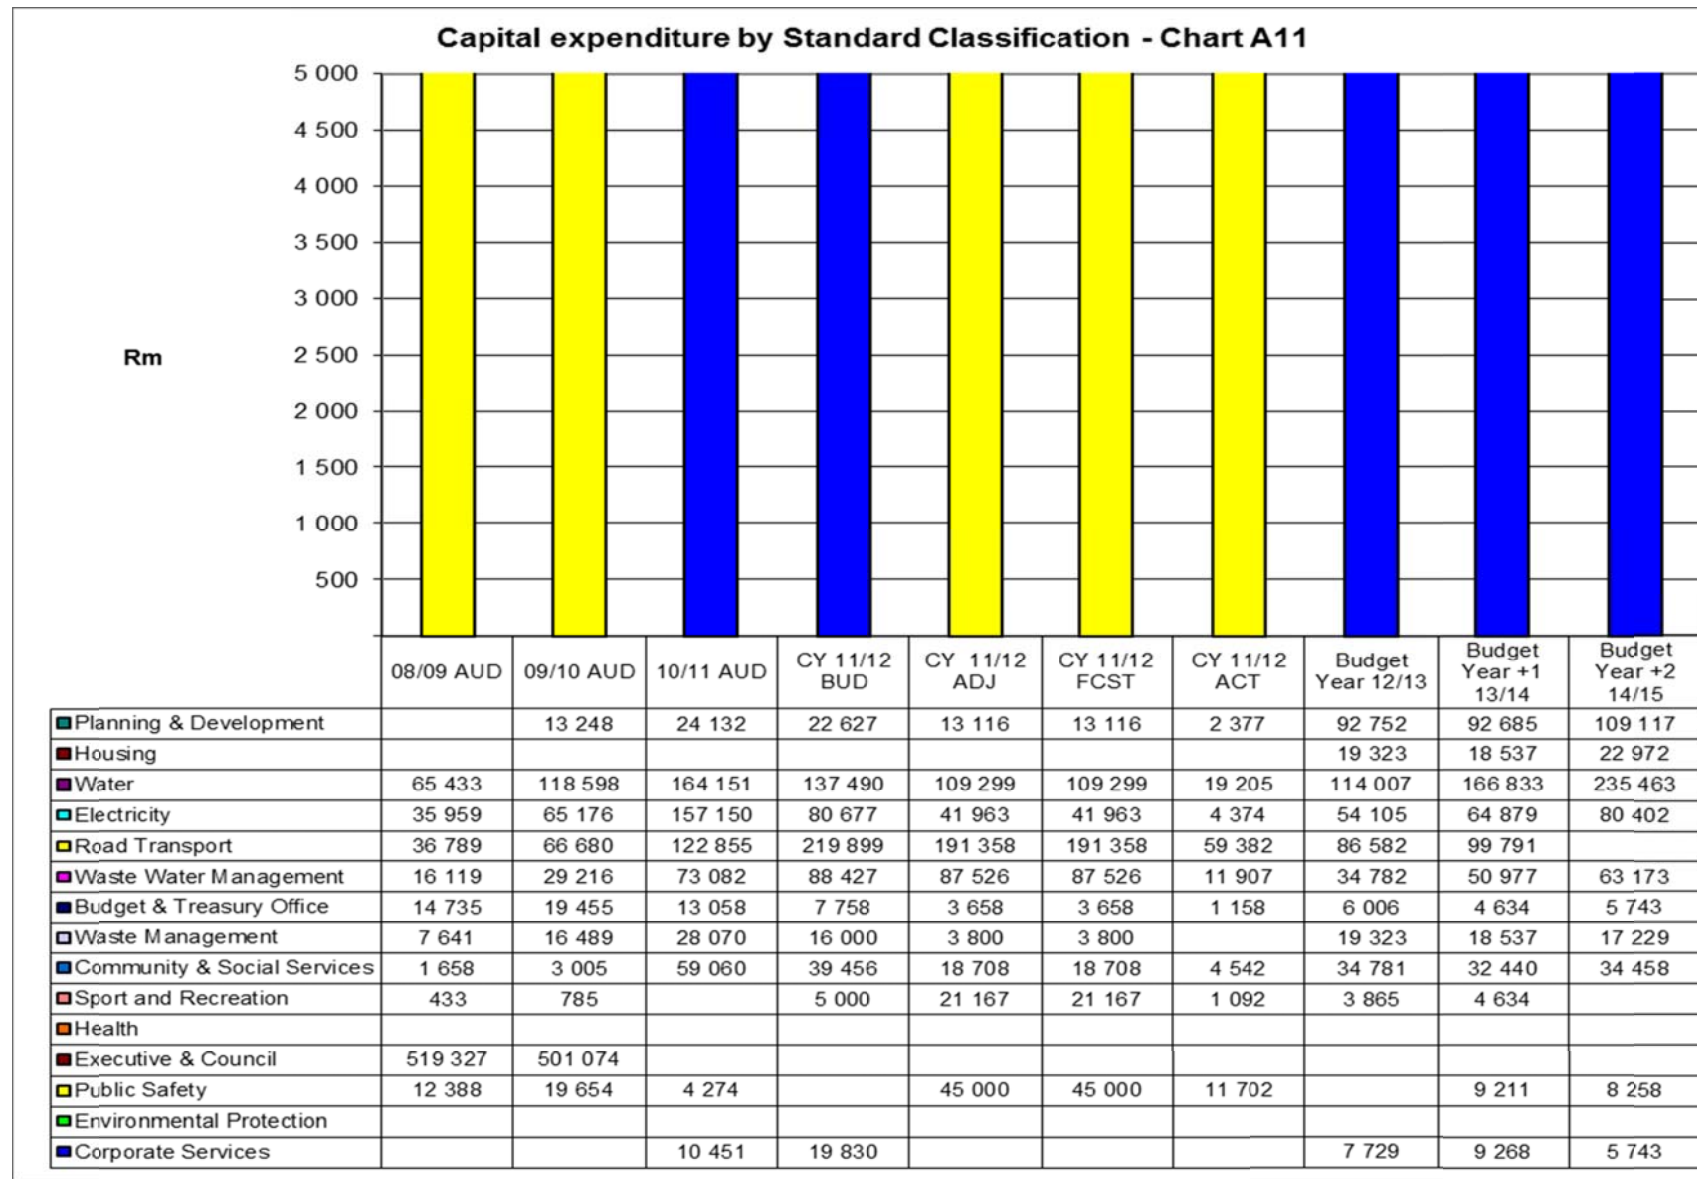 Capital expenditure by Standard Classification - Chart A11
5 000
4 500
4 000
3 500
3 000
Rm
2 500
2 000
1 500
1 000
500
08/09 AUD 09/10 AUD 10/11 AUD CY 11/12 BUD CY 11/12 ADJ CY 11/12 FCST CY 11/12 ACT Budget Year 12/13 Budget Year +1 13/14 Budget Year +2 14/15
Planning & Development 13 248 24 132 22 627 13 116 13 116 2 377 92 752 92 685 109 117
Housing 19 323 18 537 22 972
Water 65 433 118 598 164 151 137 490 109 299 109 299 19 205 114 007 166 833 235 463
Electricity 35 959 65 176 157 150 80 677 41 963 41 963 4 374 54 105 64 879 80 402
Road Transport 36 789 66 680 122 855 219 899 191 358 191 358 59 382 86 582 99 791
Waste Water Management 16 119 29 216 73 082 88 427 87 526 87 526 11 907 34 782 50 977 63 173
Budget & Treasury Office 14 735 19 455 13 058 7 758 3 658 3 658 1 158 6 006 4 634 5 743
Waste Management 7 641 16 489 28 070 16 000 3 800 3 800 19 323 18 537 17 229
Community & Social Services 1 658 3 005 59 060 39 456 18 708 18 708 4 542 34 781 32 440 34 458
Sport and Recreation 433 785 5 000 21 167 21 167 1 092 3 865 4 634
Health
Executive & Council 519 327 501 074
Public Safety 12 388 19 654 4 274 45 000 45 000 11 702 9 211 8 258
Environmental Protection
Corporate Services 10 451 19 830 7 729 9 268 5 743